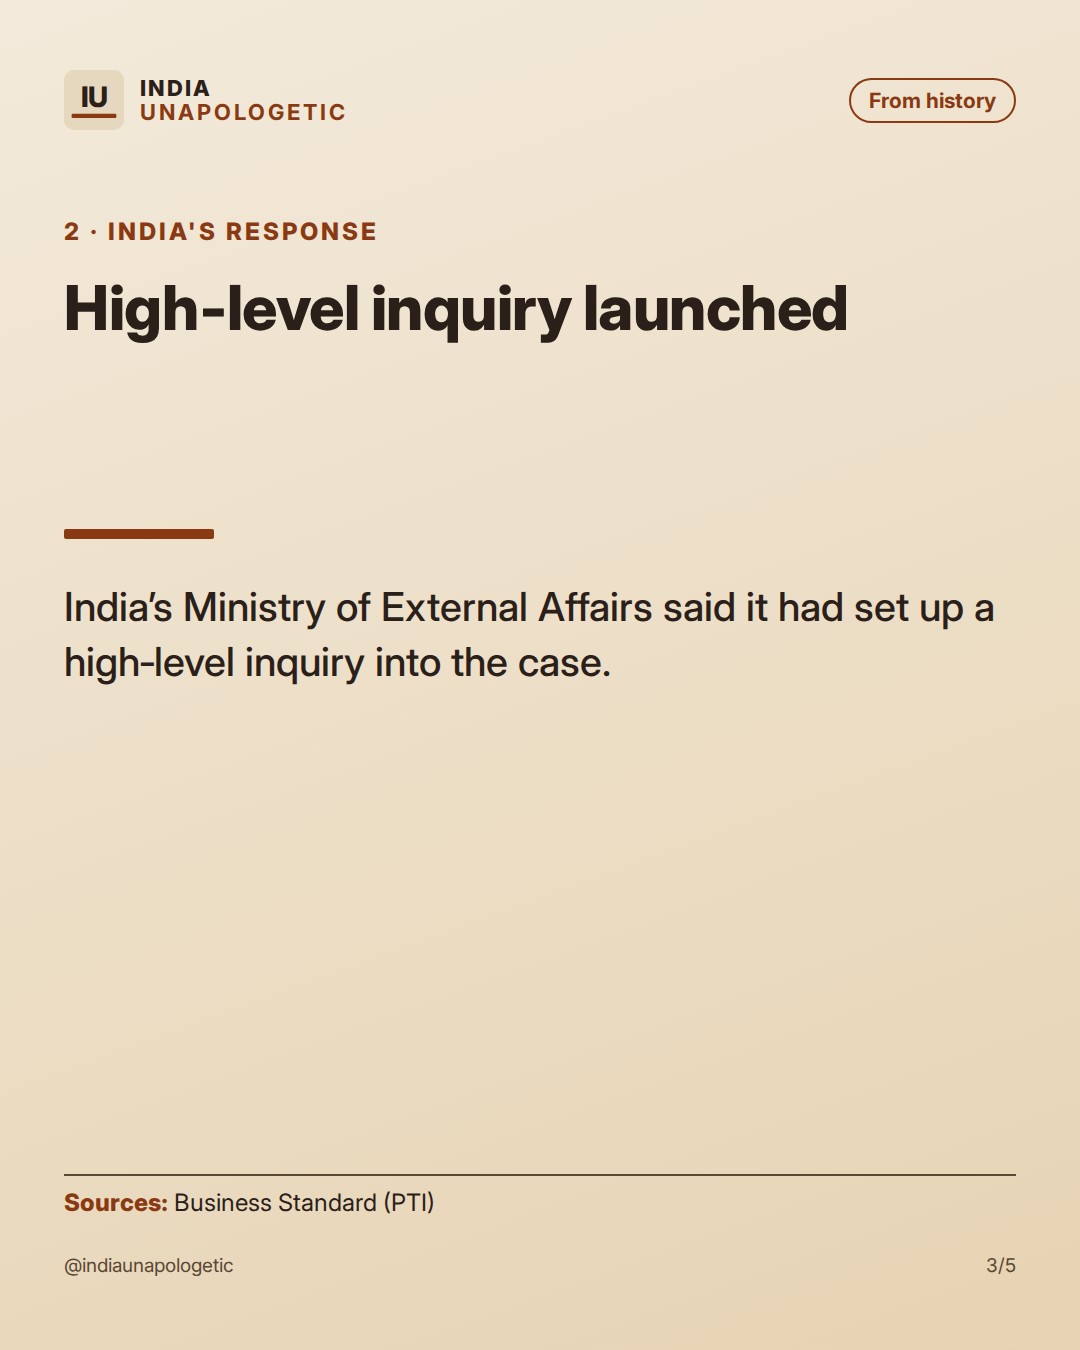 IU
INDIA
UNAPOLOGETIC
From history
2 · INDIA'S RESPONSE
High-level inquiry launched
India’s Ministry of External Affairs said it had set up a
high-level inquiry into the case.
Sources: Business Standard (PTI)
@indiaunapologetic
3/5